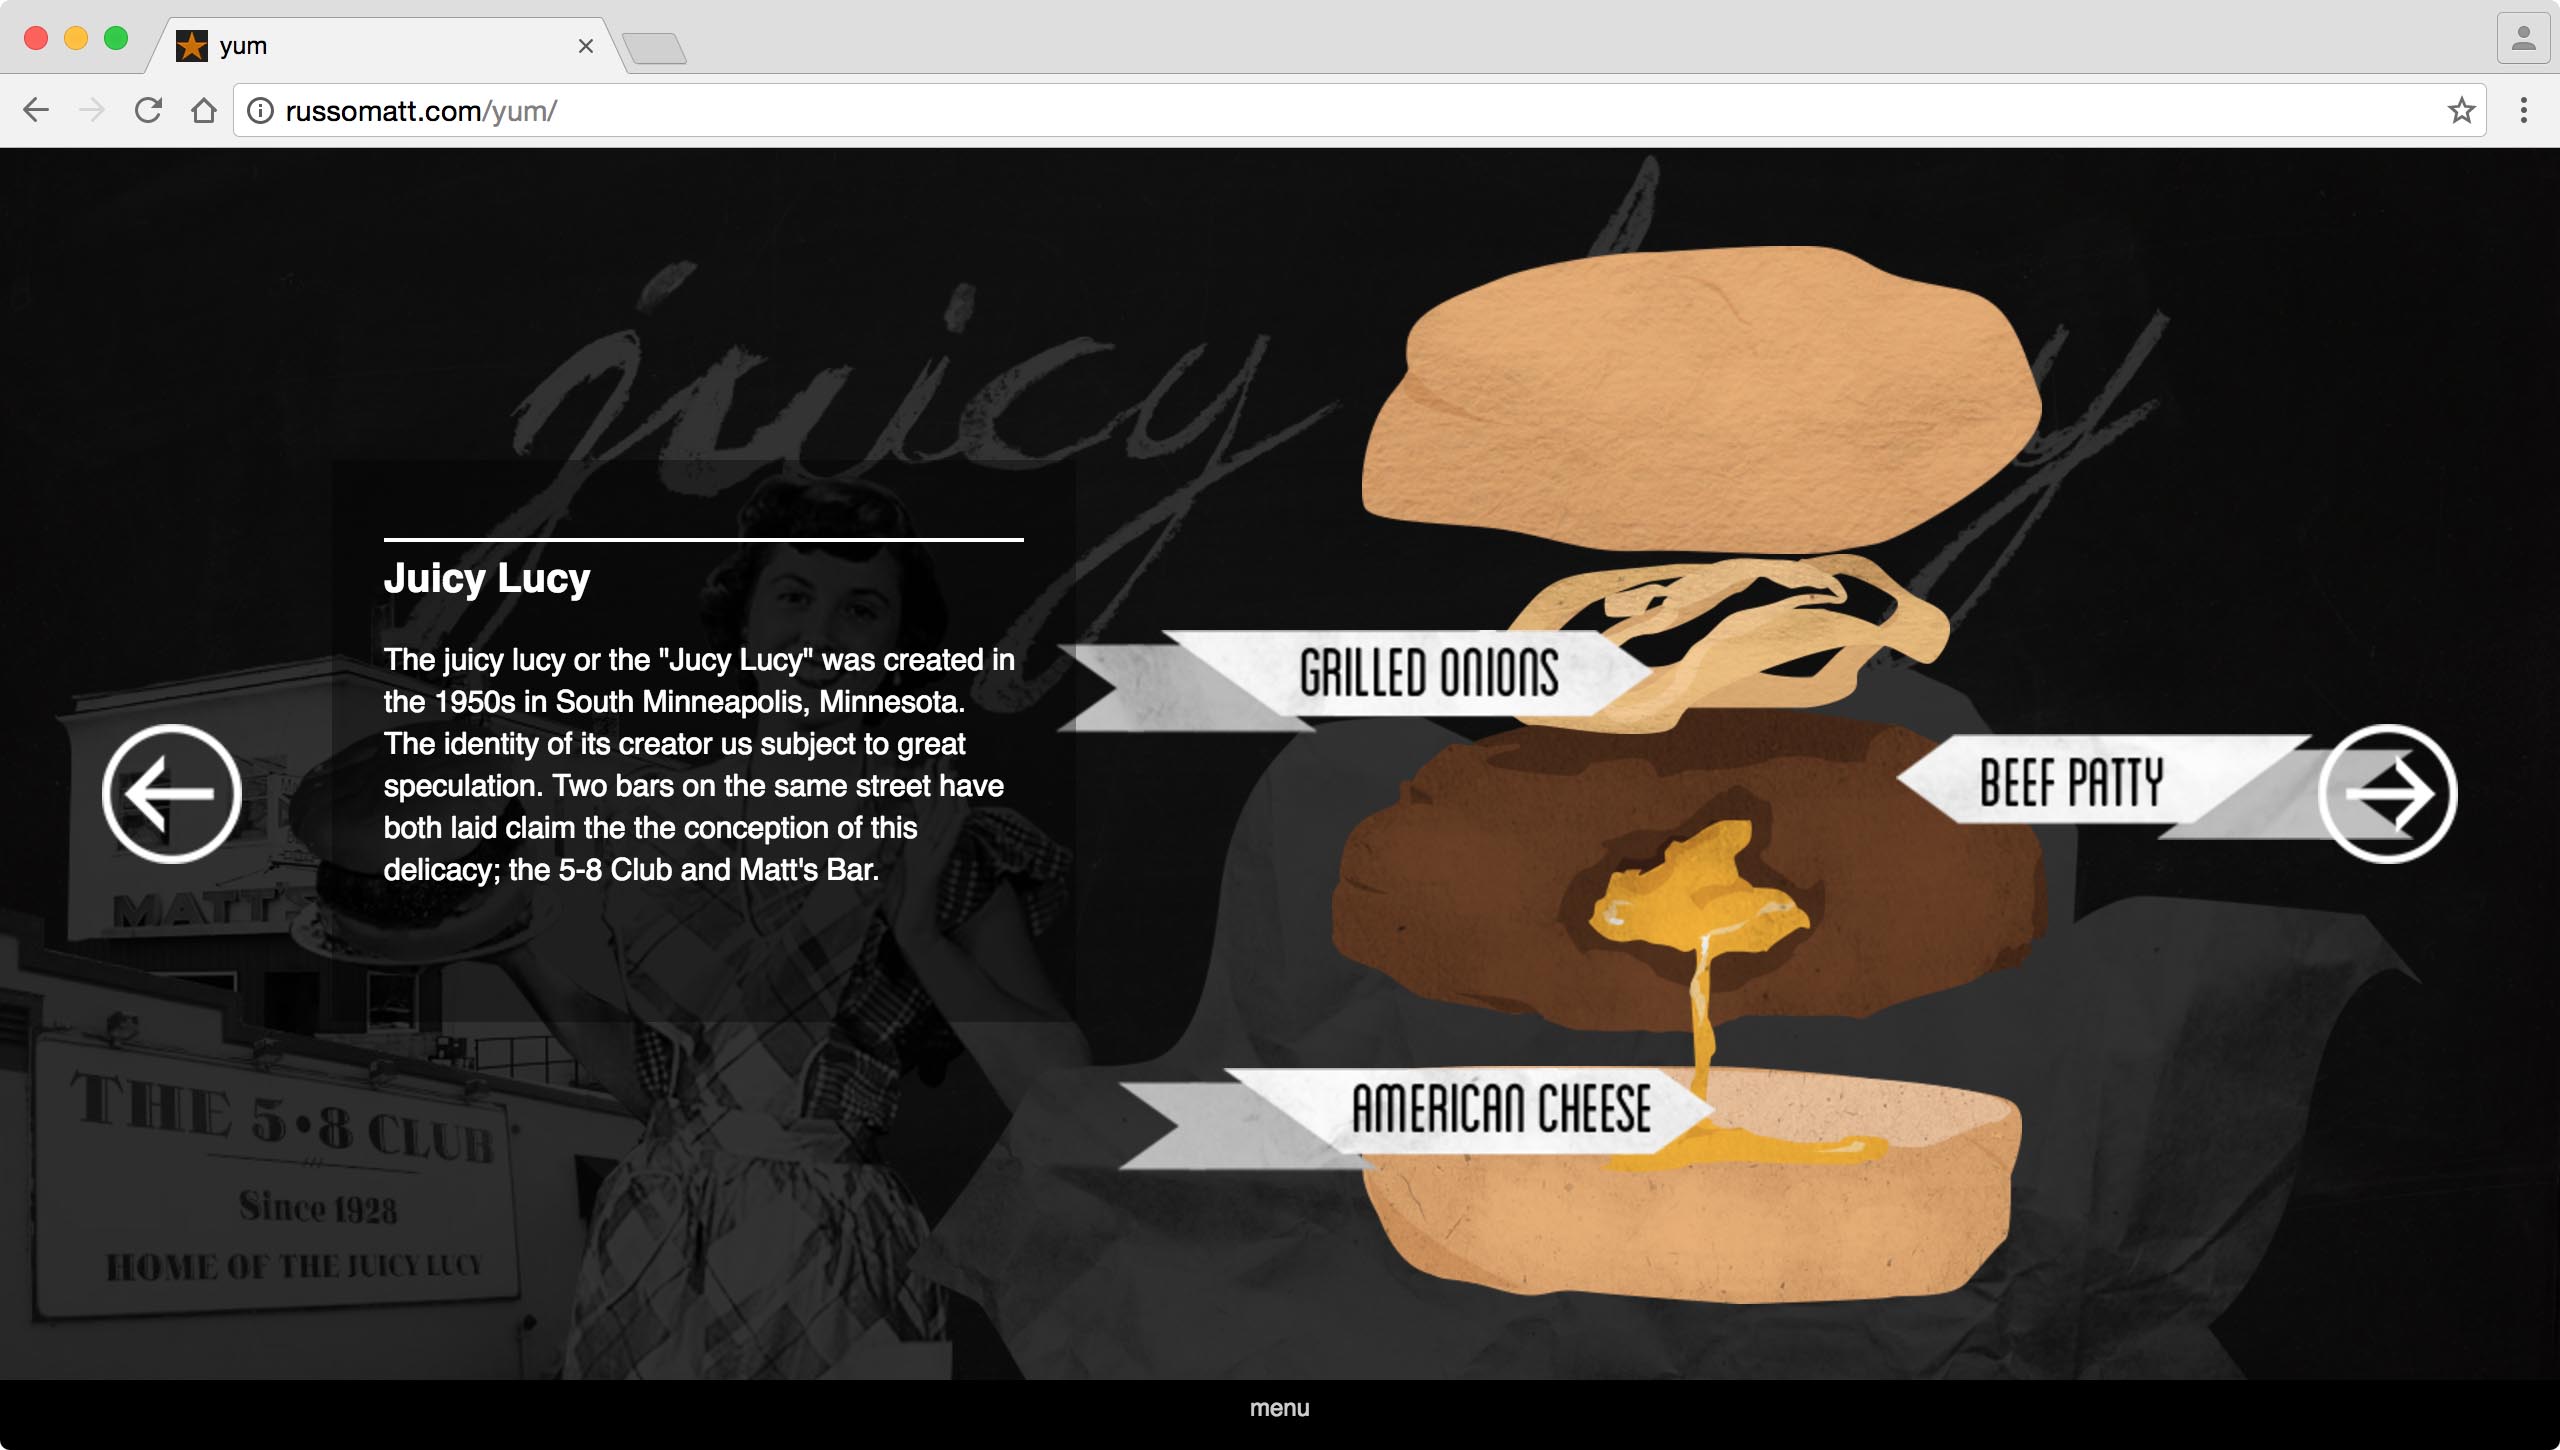 yum
russomatt.com/yum/
juicy
Juicy Lucy
The juicy lucy or the "Jucy Lucy" was created in
the 1950s in South Minneapolis, Minnesota.
The identity of its creator us subject to great
speculation. Two bars on the same street have
both laid claim the the conception of this
delicacy; the 5-8 Club and Matt's Bar.
GRILLED ONIONS
BEEF PATTY
AMERICAN CHEESE
MATT'S
THE 5•8 CLUB
Since 1928
HOME OF THE JUICY LUCY
menu